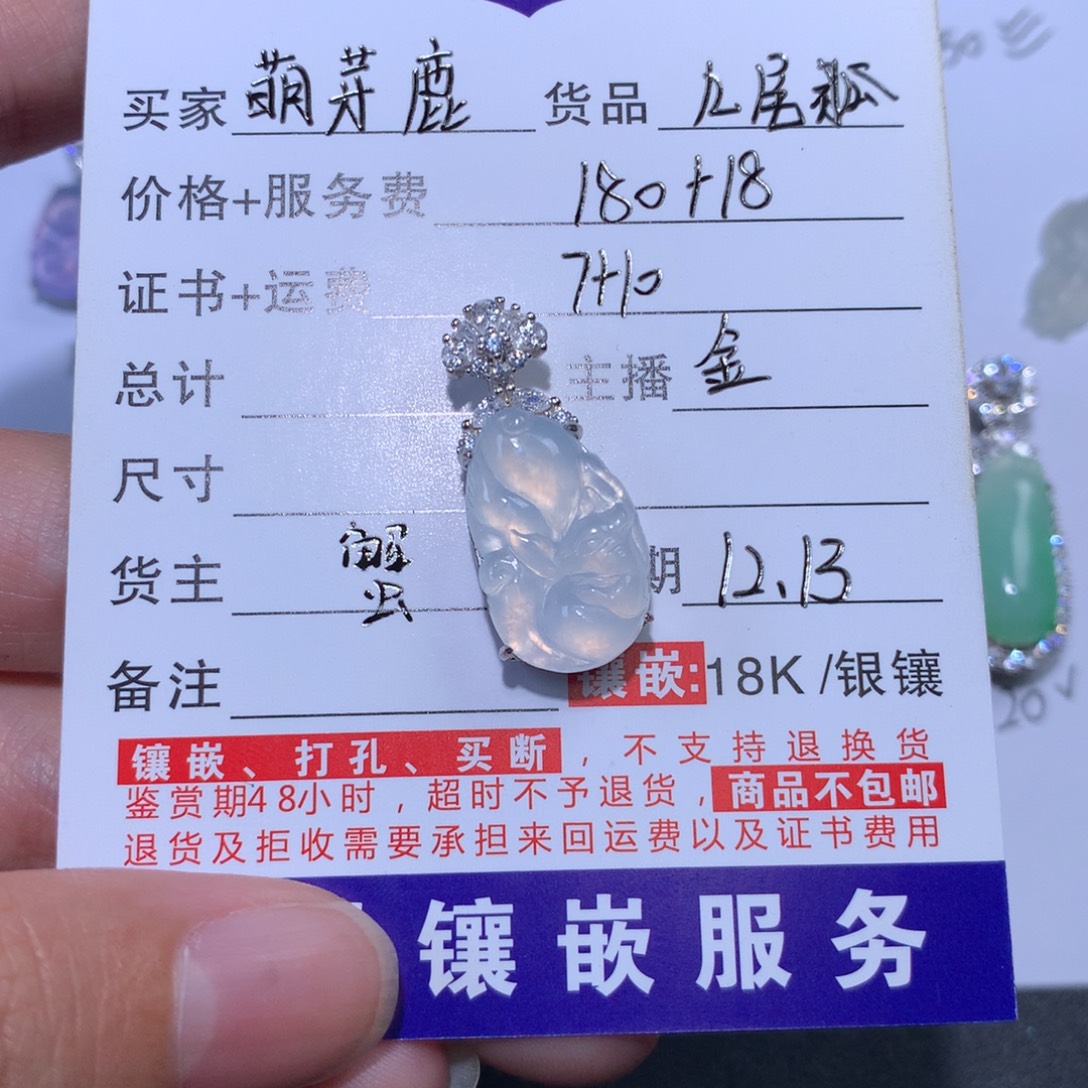 买家 萌芽鹿 货品 九尾狐
价格+服务费 180+18
证书+运费 7+10
总计 主播 金
尺寸
货主 蟹 期 12.13
备注 镶嵌:18K /银镶
镶嵌、打孔、买断，不支持退换货
鉴赏期48小时，超时不予退货，商品不包邮
退货及拒收需要承担来回运费以及证书费用
镶嵌服务